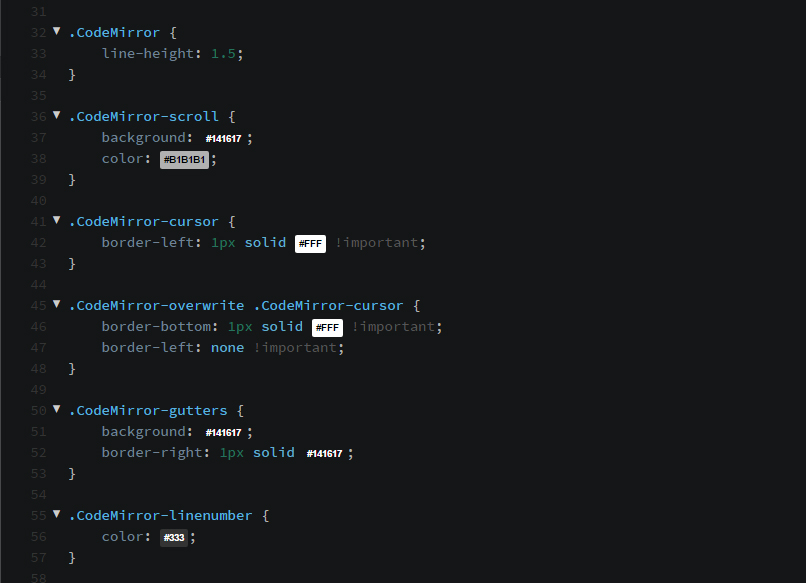 31
32 ▼ .CodeMirror {
33     line-height: 1.5;
34 }
35
36 ▼ .CodeMirror-scroll {
37     background: #141617;
38     color: #B1B1B1;
39 }
40
41 ▼ .CodeMirror-cursor {
42     border-left: 1px solid #FFF !important;
43 }
44
45 ▼ .CodeMirror-overwrite .CodeMirror-cursor {
46     border-bottom: 1px solid #FFF !important;
47     border-left: none !important;
48 }
49
50 ▼ .CodeMirror-gutters {
51     background: #141617;
52     border-right: 1px solid #141617;
53 }
54
55 ▼ .CodeMirror-linenumber {
56     color: #333;
57 }
58